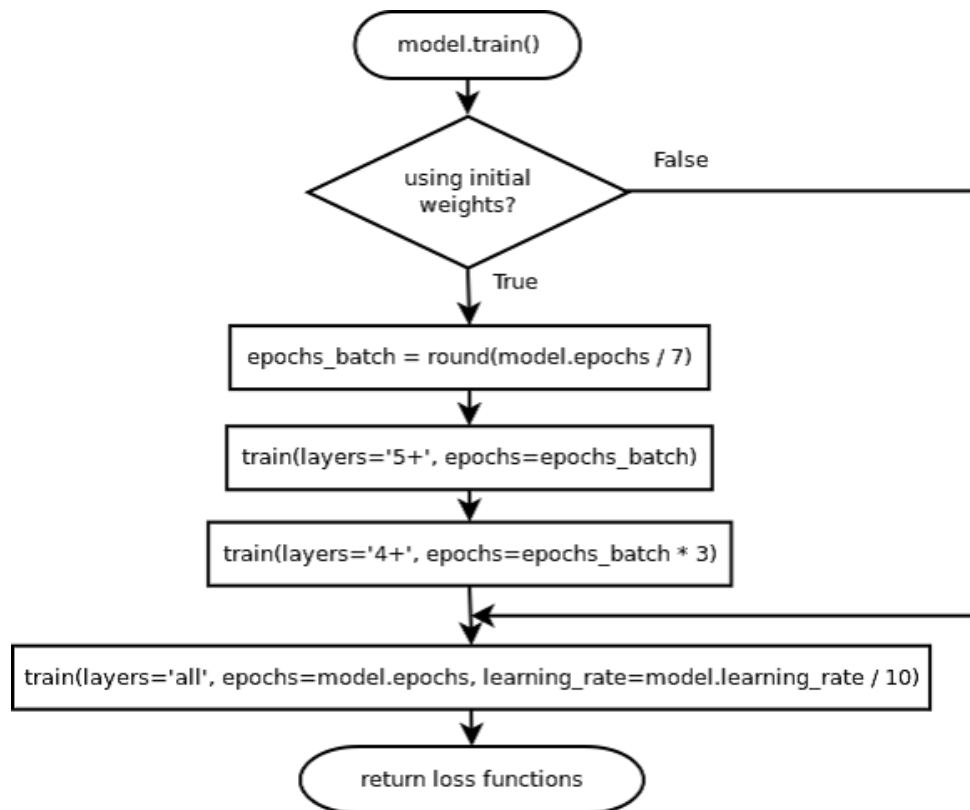 model.train()
using initial
weights?
False
True
epochs_batch = round(model.epochs / 7)
train(layers='5+', epochs=epochs_batch)
train(layers='4+', epochs=epochs_batch * 3)
train(layers='all', epochs=model.epochs, learning_rate=model.learning_rate / 10)
return loss functions